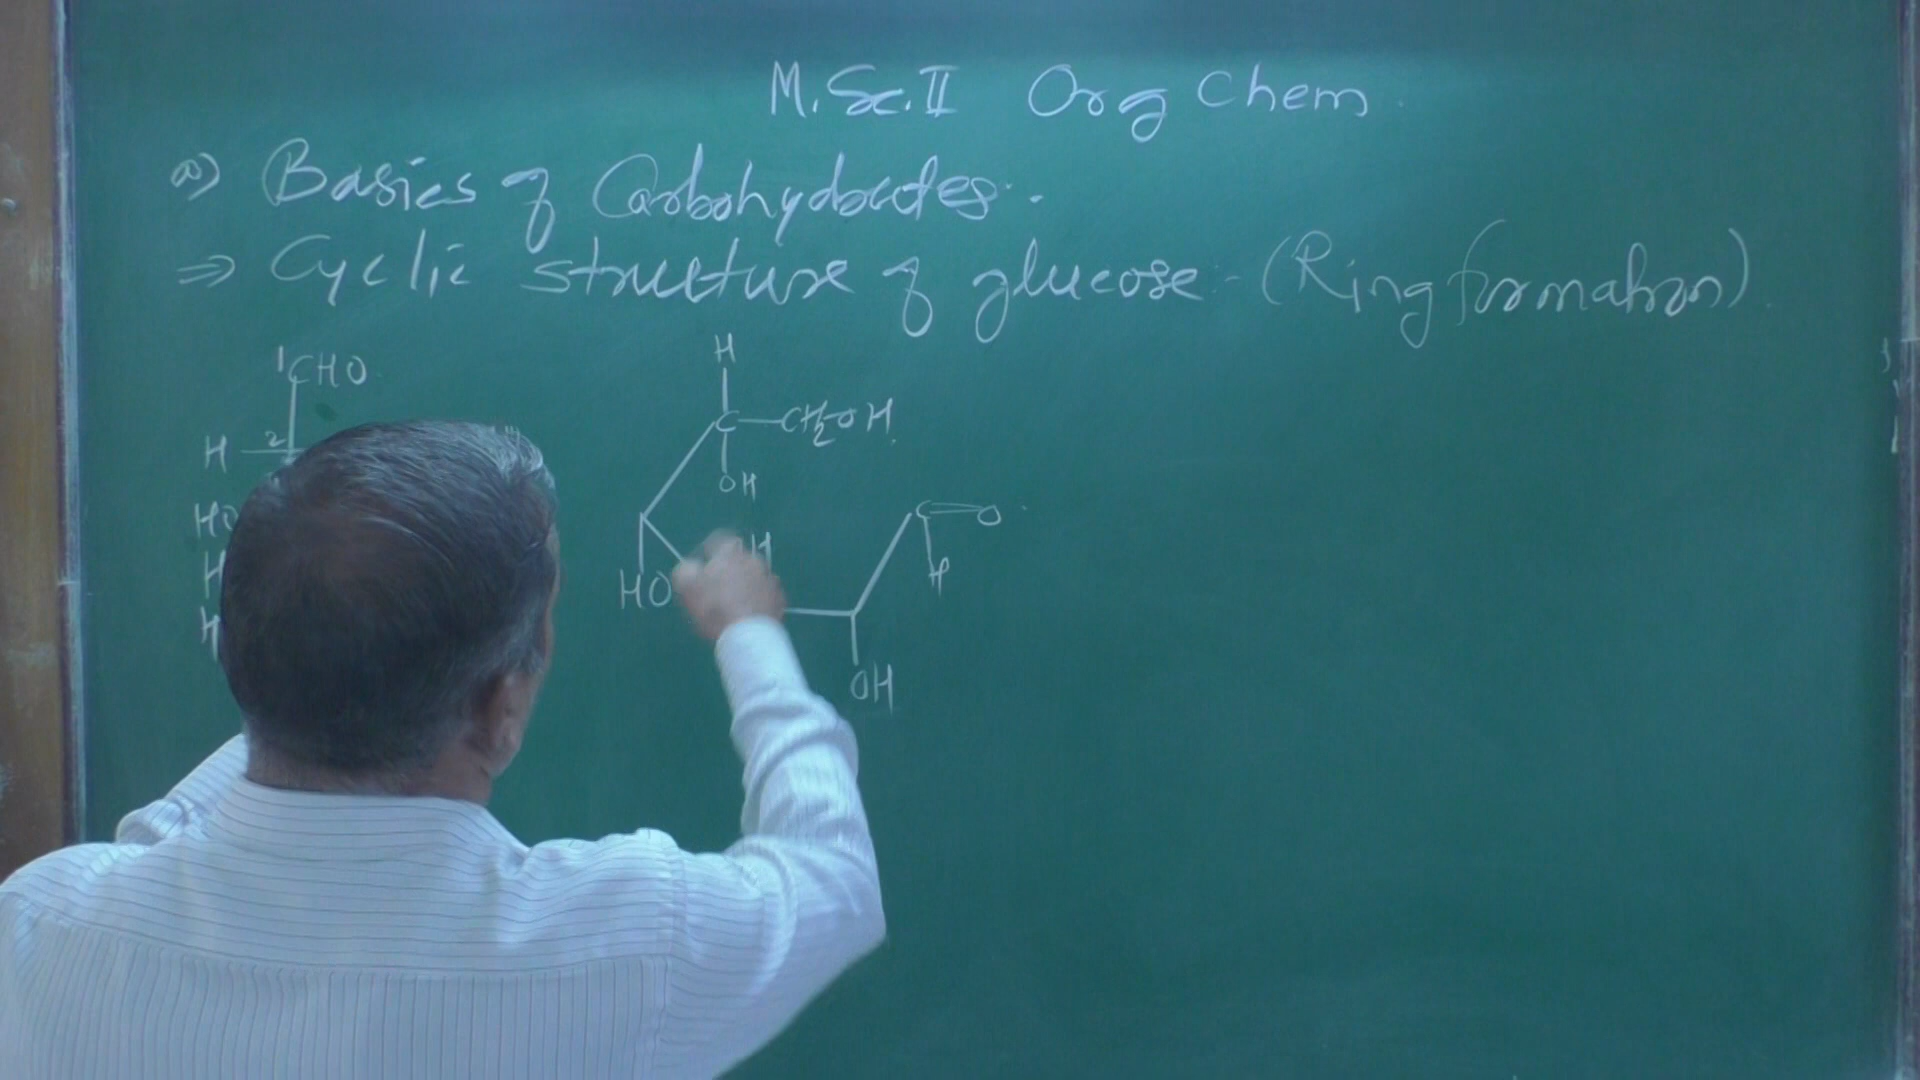 M.Sc.II Org Chem
a) Basics of Carbohydrates:-
⇒ Cyclic structure of glucose:- (Ring formation)
1CHO
H 2
HO
H
H
H
C CH2OH
OH
C O
H
H
HO
OH